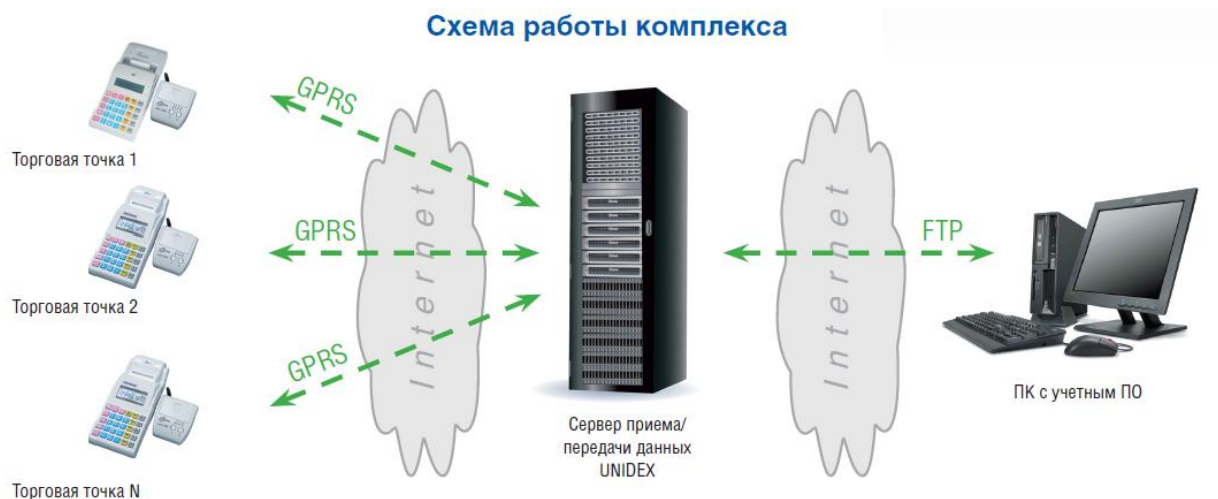 Схема работы комплекса
GPRS
Торговая точка 1
GPRS
Торговая точка 2
GPRS
Торговая точка N
Internet
Сервер приема/
передачи данных
UNIDEX
Internet
FTP
ПК с учетным ПО